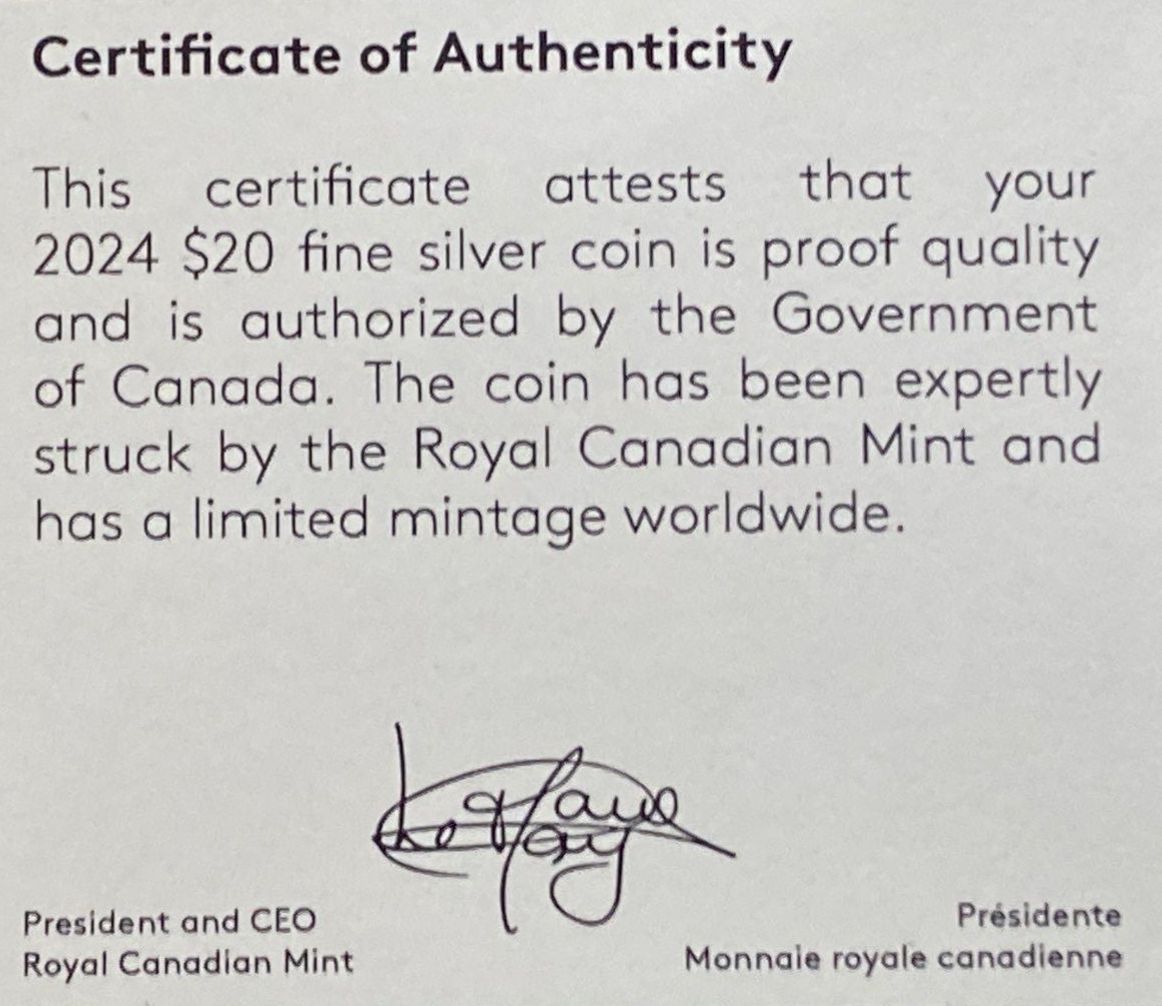 Certificate of Authenticity
This certificate attests that your
2024 $20 fine silver coin is proof quality
and is authorized by the Government
of Canada. The coin has been expertly
struck by the Royal Canadian Mint and
has a limited mintage worldwide.
President and CEO
Royal Canadian Mint
Présidente
Monnaie royale canadienne